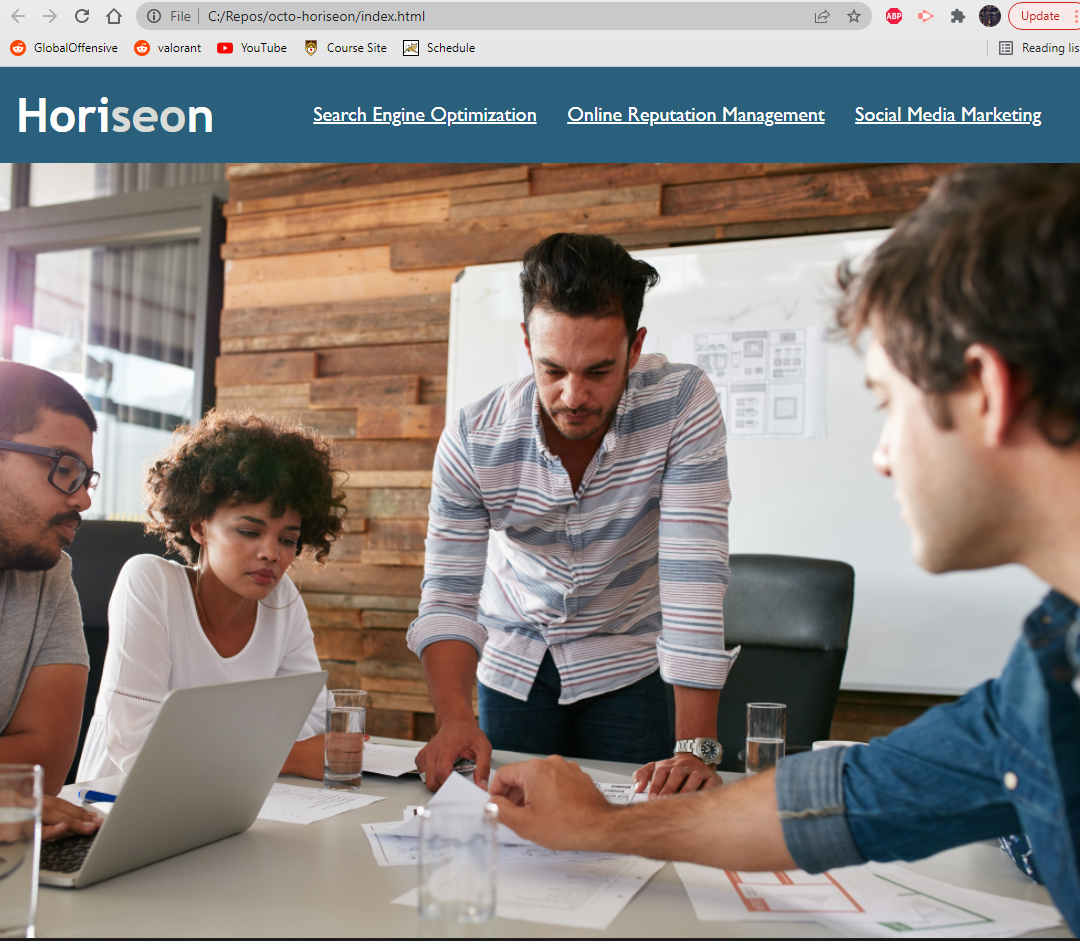 File C:/Repos/octo-horiseon/index.html ABP Update
GlobalOffensive valorant YouTube Course Site Schedule Reading lis
Horiseon Search Engine Optimization Online Reputation Management Social Media Marketing